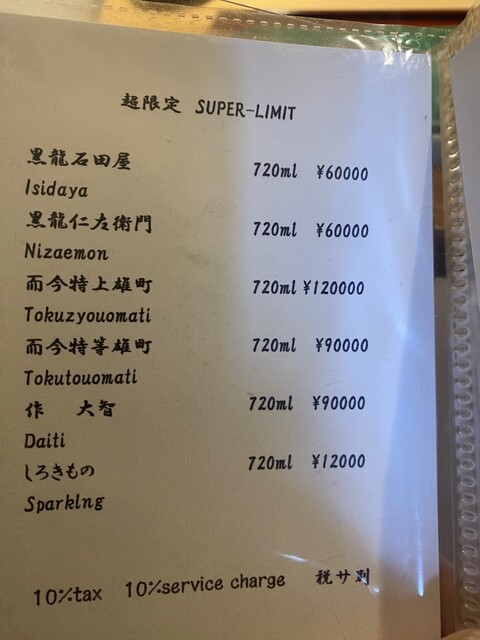 超限定 SUPER-LIMIT
黒龍石田屋 720ml ¥60000
Isidaya
黒龍仁左衛門 720ml ¥60000
Nizaemon
而今特上雄町 720ml ¥120000
Tokuzyouomati
而今特等雄町 720ml ¥90000
Tokutouomati
作 大智 720ml ¥90000
Daiti
しろきもの 720ml ¥12000
Sparklng
10%tax 10%service charge 税サ別